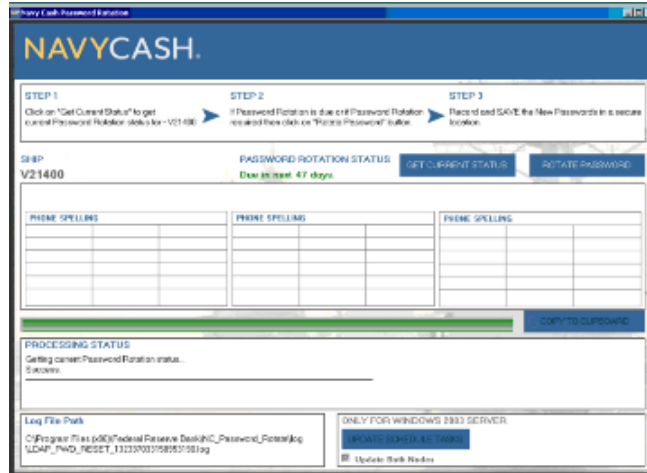 Navy Cash Password Rotation
NAVYCASH.
STEP 1
Click on "Get Current Status" to get
current Password Rotation status for - V21400
STEP 2
If Password Rotation is due or if Password Rotation
required then click on "Rotate Password" button.
STEP 3
Record and SAVE the New Passwords in a secure
location.
SHIP
V21400
PASSWORD ROTATION STATUS
Due in next 47 days.
GET CURRENT STATUS
ROTATE PASSWORD
PHONE SPELLING
PHONE SPELLING
PHONE SPELLING
COPY TO CLIPBOARD
PROCESSING STATUS
Getting current Password Rotation status...
Success.
Log File Path
C:\Program Files (x86)\Federal Reserve Bank\NC_Password_Rotate\log
ONLY FOR WINDOWS 2003 SERVER
UPDATE SCHEDULE TASKS
Update Both Nodes